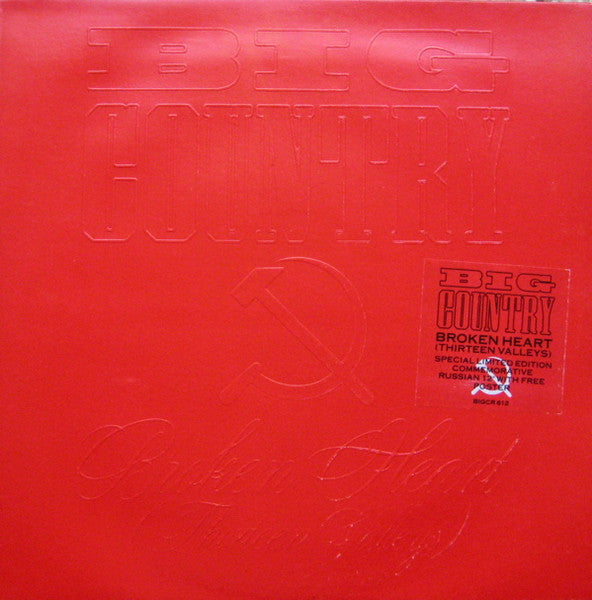 BIG
COUNTRY
Broken Heart
(Thirteen Valleys)
BIG
COUNTRY
BROKEN HEART
(THIRTEEN VALLEYS)
SPECIAL LIMITED EDITION
COMMEMORATIVE
RUSSIAN 12" WITH FREE
POSTER
BIGCR 612